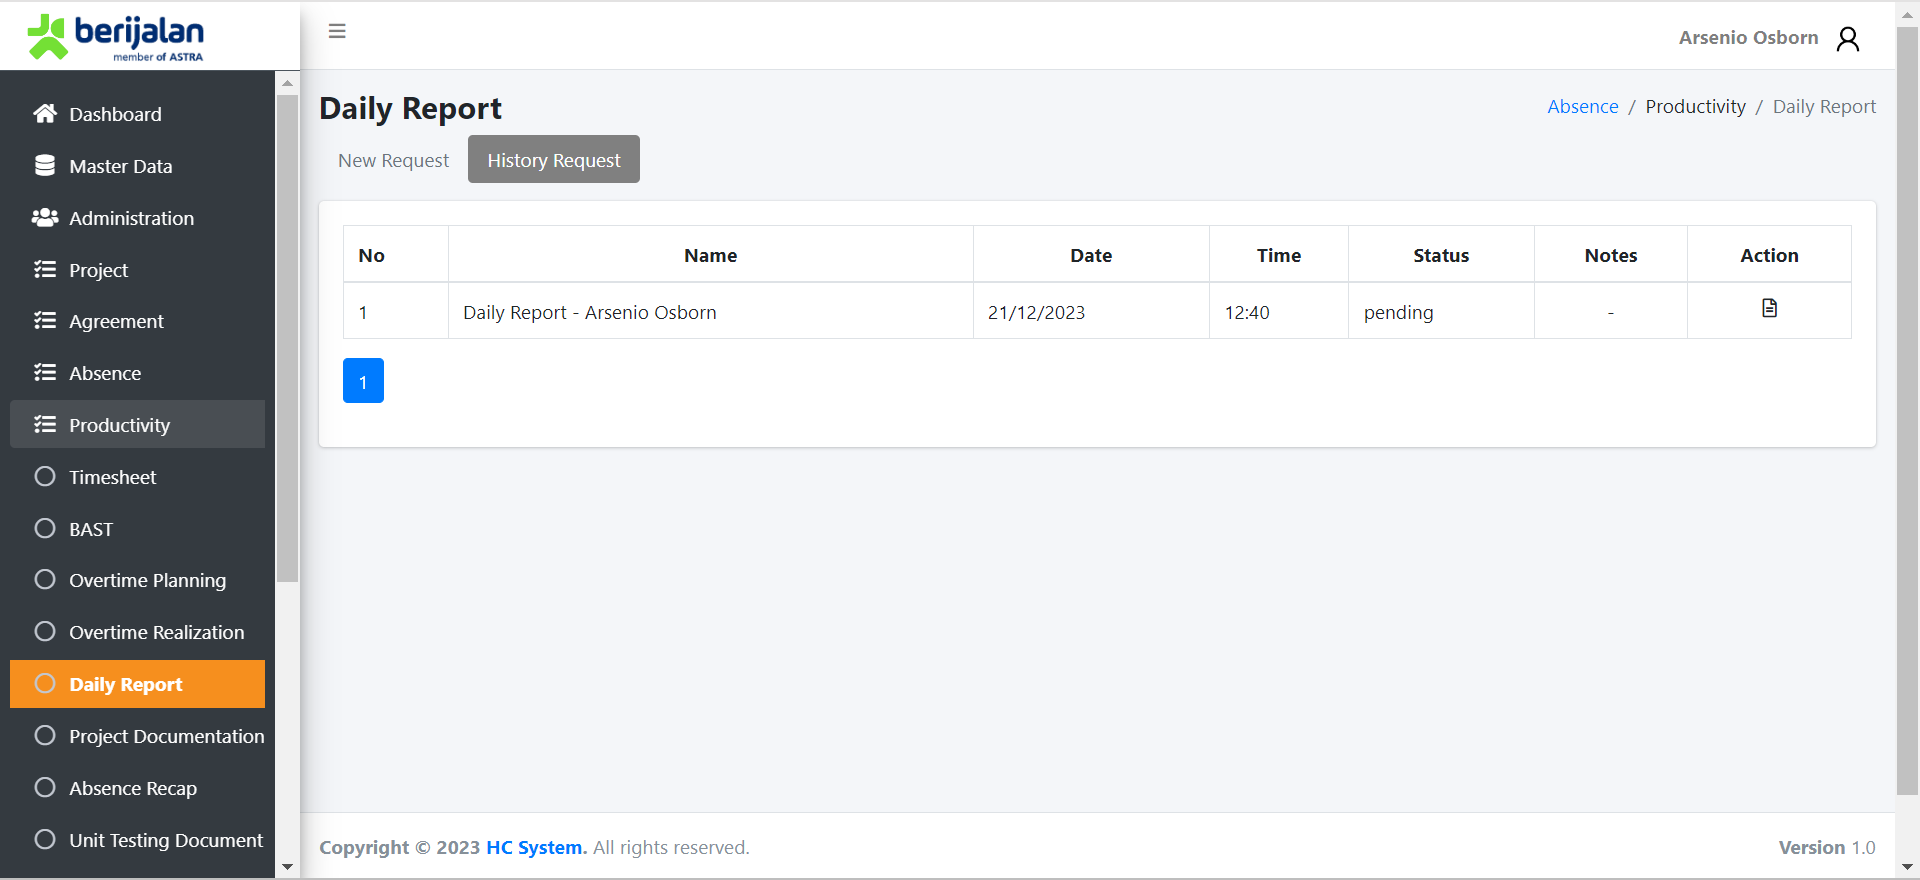 berijalan
member of ASTRA
Arsenio Osborn
Dashboard
Master Data
Administration
Project
Agreement
Absence
Productivity
Timesheet
BAST
Overtime Planning
Overtime Realization
Daily Report
Project Documentation
Absence Recap
Unit Testing Document
Daily Report
Absence / Productivity / Daily Report
New Request History Request
No Name Date Time Status Notes Action
1 Daily Report - Arsenio Osborn 21/12/2023 12:40 pending -
1
Copyright © 2023 HC System. All rights reserved.
Version 1.0